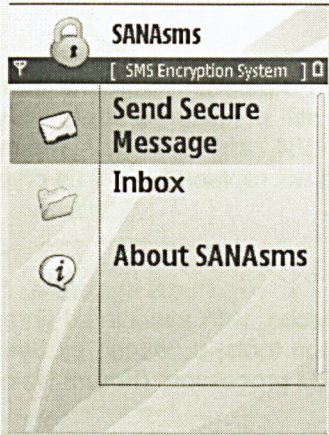 SANAsms
[ SMS Encryption System ]
Send Secure
Message
Inbox
About SANAsms